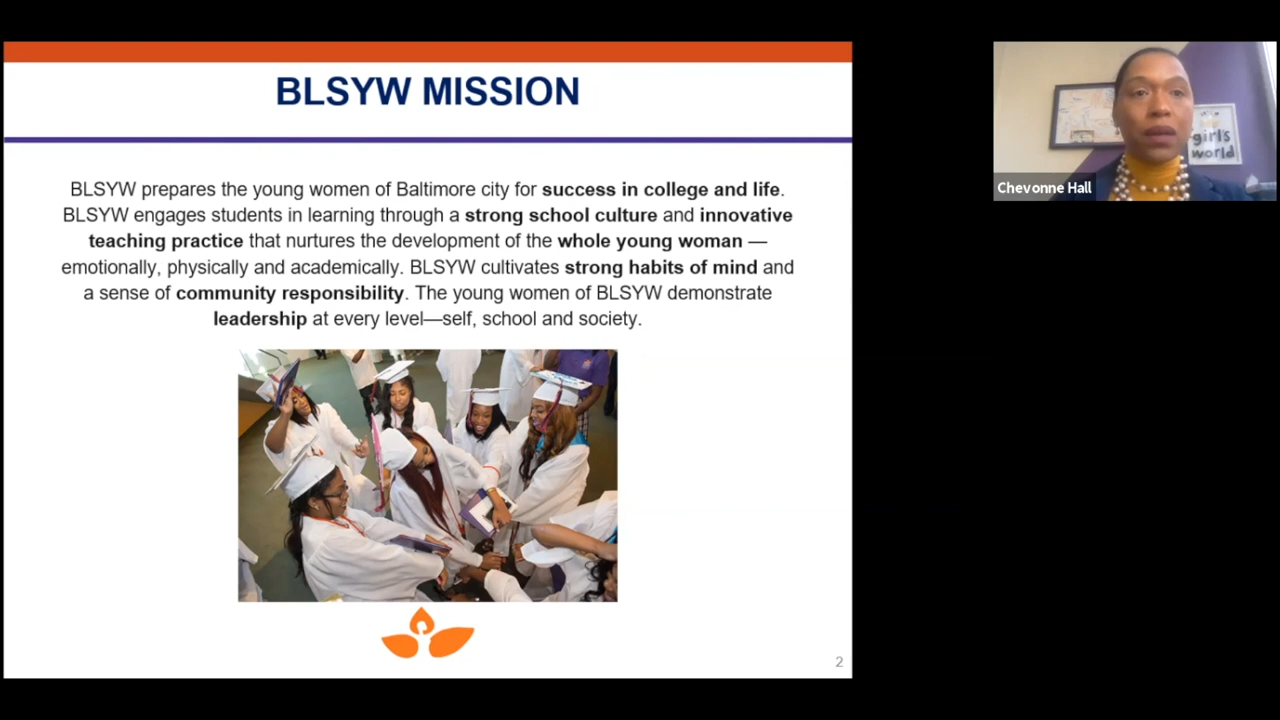 BLSYW MISSION
BLSYW prepares the young women of Baltimore city for success in college and life.
BLSYW engages students in learning through a strong school culture and innovative
teaching practice that nurtures the development of the whole young woman —
emotionally, physically and academically. BLSYW cultivates strong habits of mind and
a sense of community responsibility. The young women of BLSYW demonstrate
leadership at every level—self, school and society.
2
girl's
world
Chevonne Hall